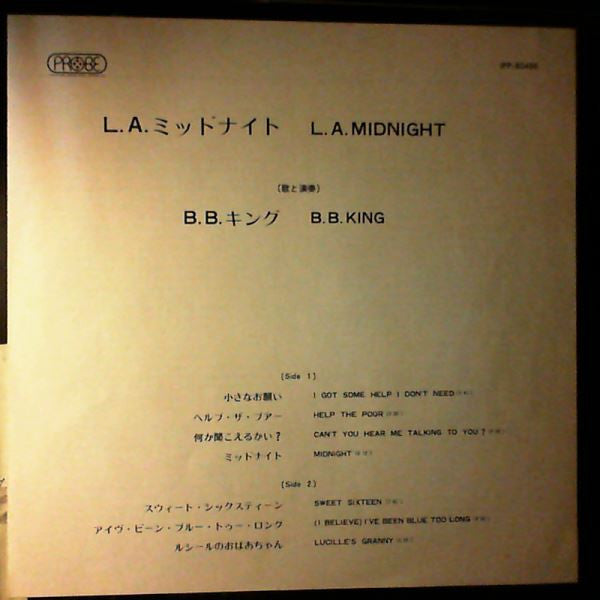 PROBE
L.A.ミッドナイト L.A.MIDNIGHT
(歌と演奏)
B.B.キング B.B.KING
(Side 1)
小さなお願い I GOT SOME HELP I DON'T NEED
ヘルプ・ザ・プアー HELP THE POOR
何か聞こえるかい? CAN'T YOU HEAR ME TALKING TO YOU?
ミッドナイト MIDNIGHT
(Side 2)
スウィート・シックスティーン SWEET SIXTEEN
アイヴ・ビーン・ブルー・トゥー・ロング (I BELIEVE) I'VE BEEN BLUE TOO LONG
ルシールのおばあちゃん LUCILLE'S GRANNY